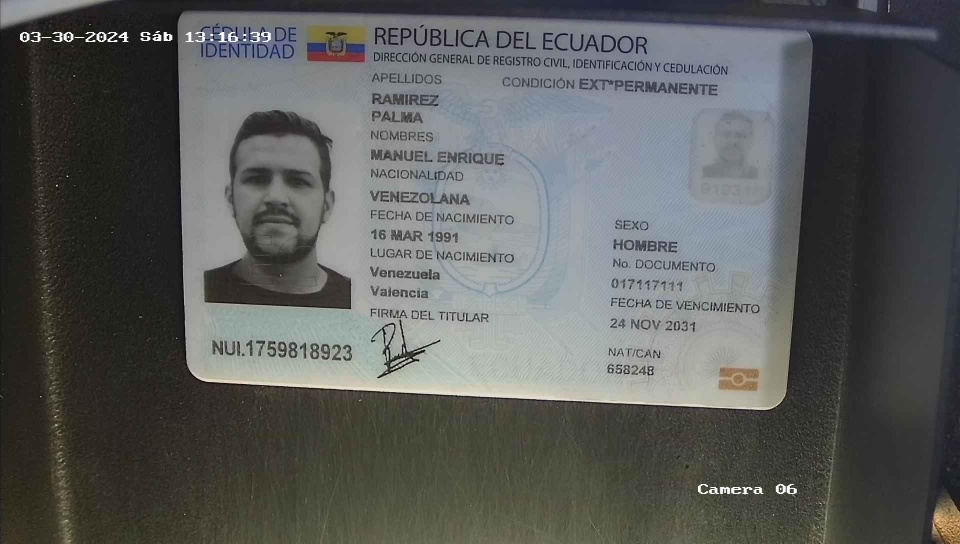 03-30-2024 Sáb 13:16:39
CÉDULA DE
IDENTIDAD
REPÚBLICA DEL ECUADOR
DIRECCIÓN GENERAL DE REGISTRO CIVIL, IDENTIFICACIÓN Y CEDULACIÓN
APELLIDOS
CONDICIÓN EXT*PERMANENTE
RAMIREZ
PALMA
NOMBRES
MANUEL ENRIQUE
NACIONALIDAD
VENEZOLANA
FECHA DE NACIMIENTO
16 MAR 1991
LUGAR DE NACIMIENTO
Venezuela
Valencia
FIRMA DEL TITULAR
SEXO
HOMBRE
No. DOCUMENTO
017117111
FECHA DE VENCIMIENTO
24 NOV 2031
NAT/CAN
658248
NUI.1759818923
Camera 06